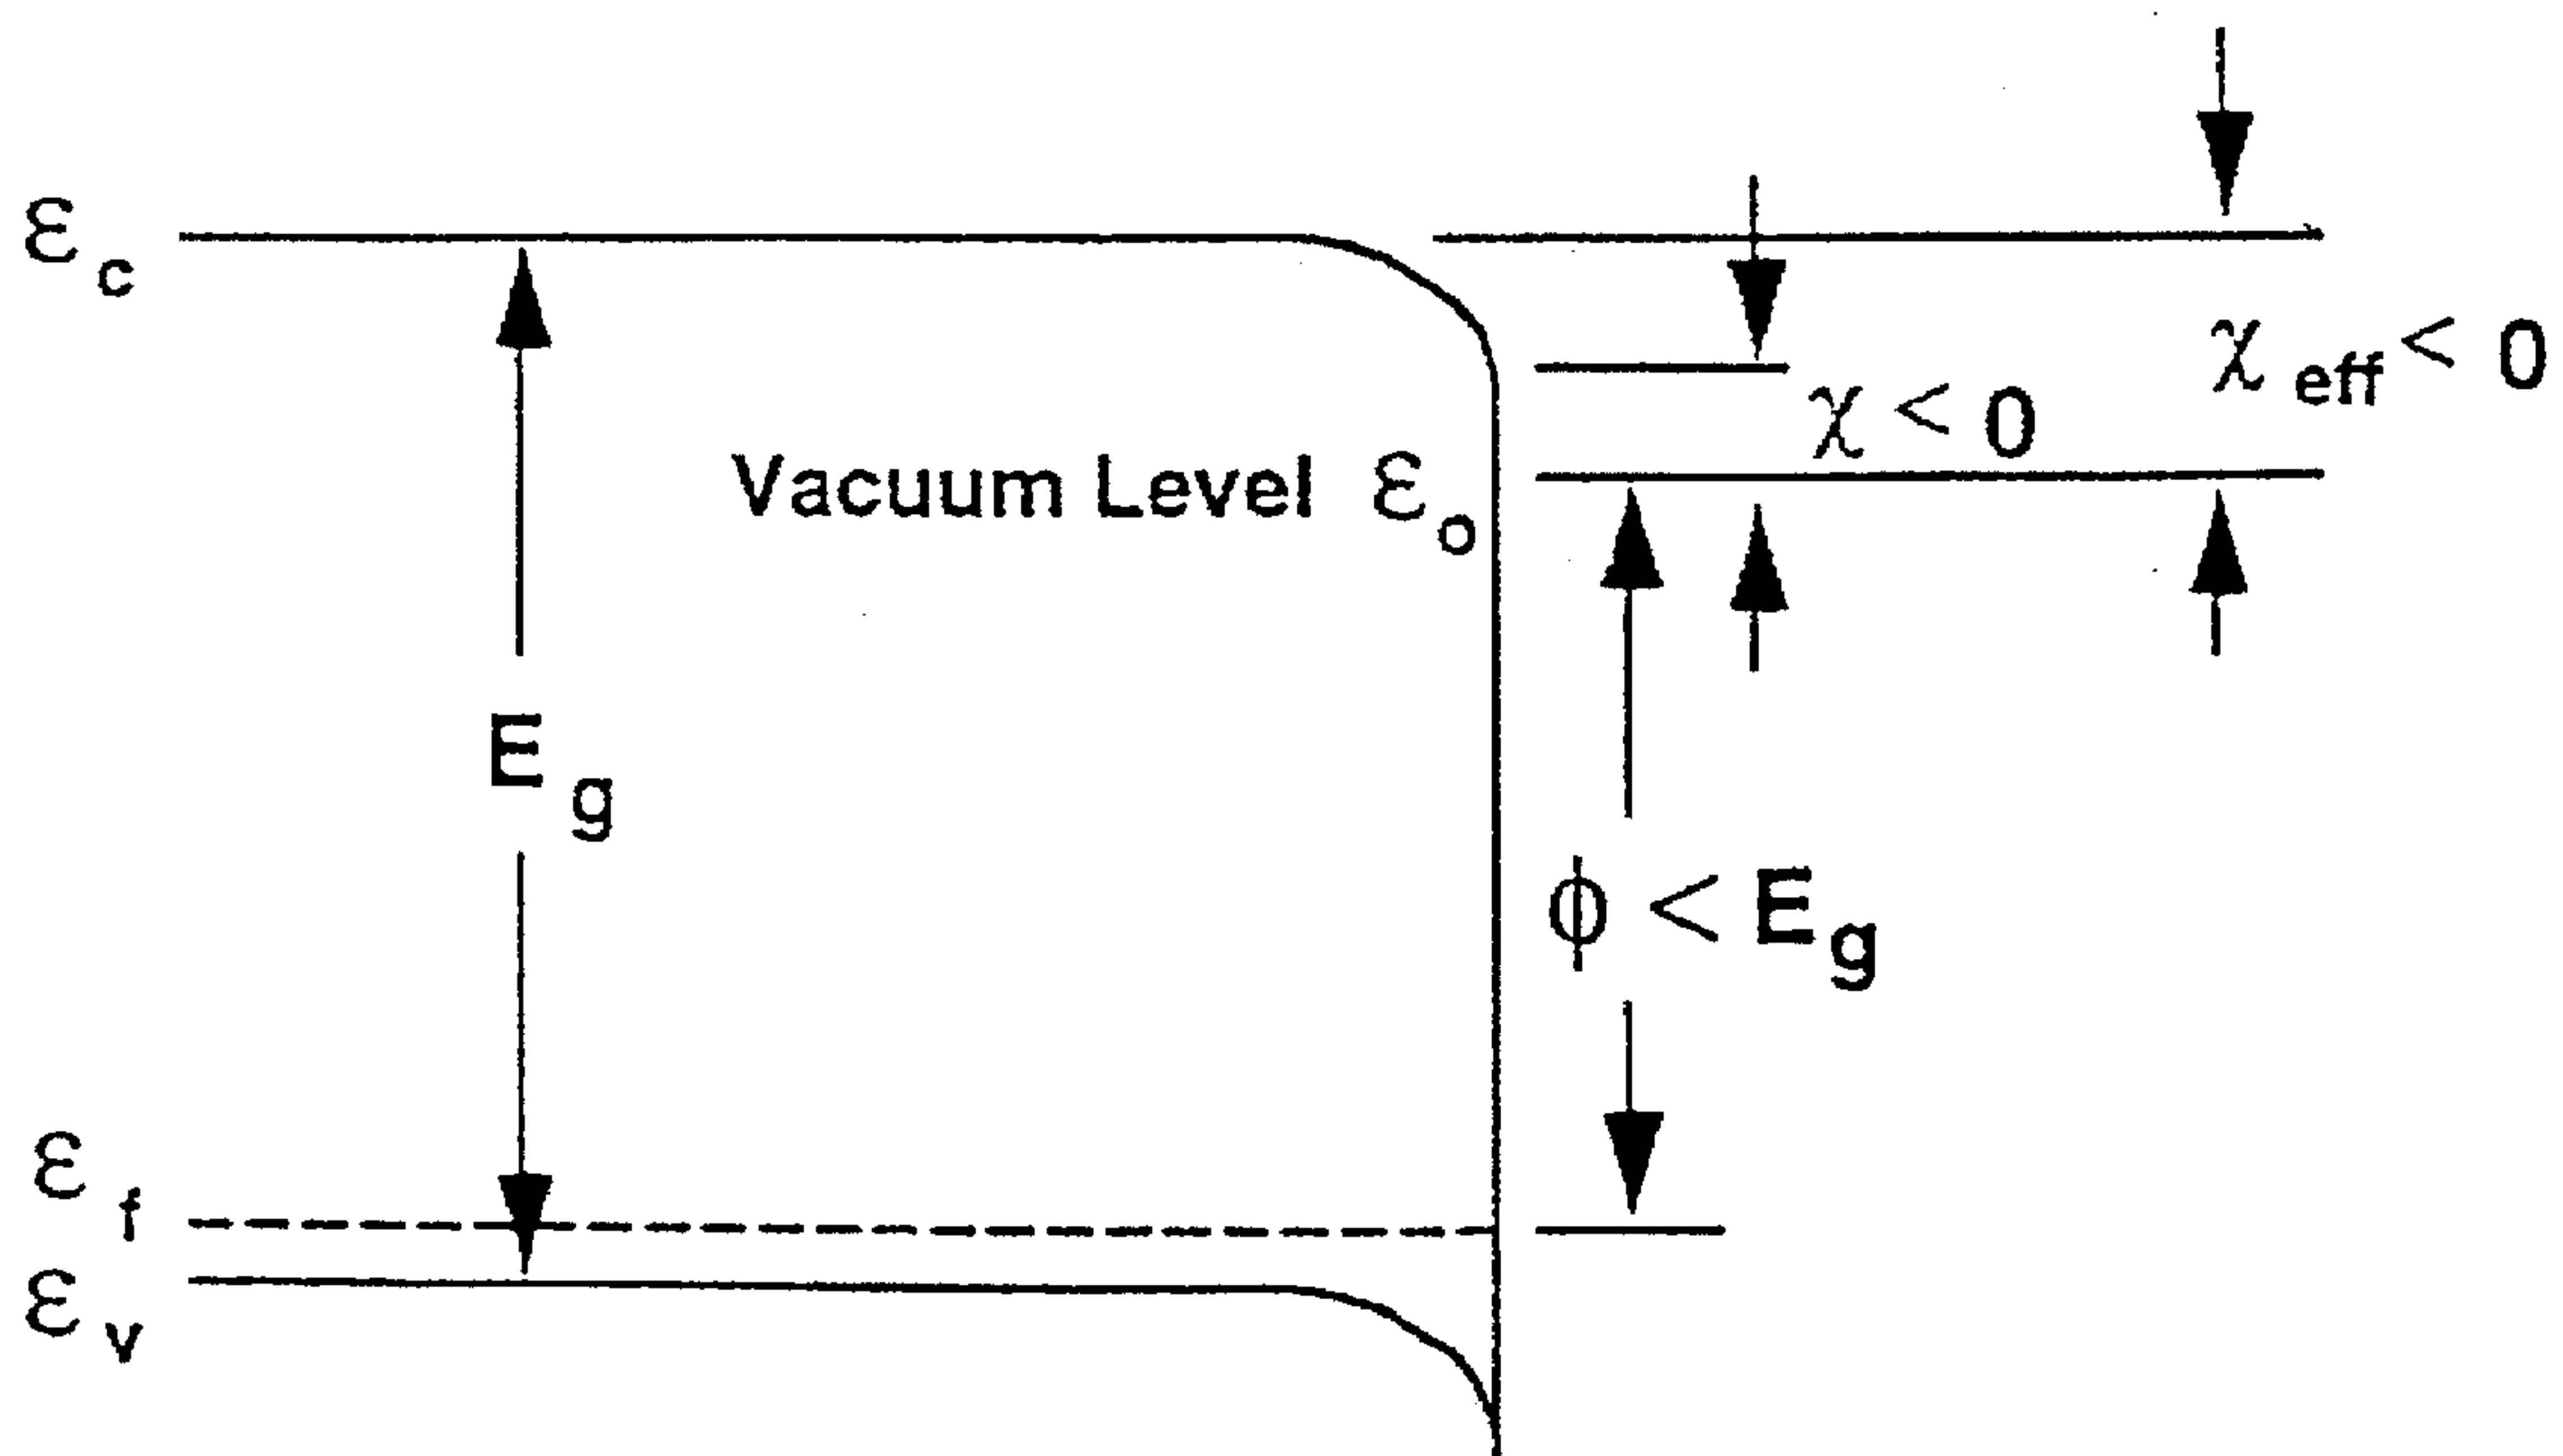 ε c
χ eff < 0
χ < 0
Vacuum Level ε o
E g
ϕ < E g
ε f
ε v